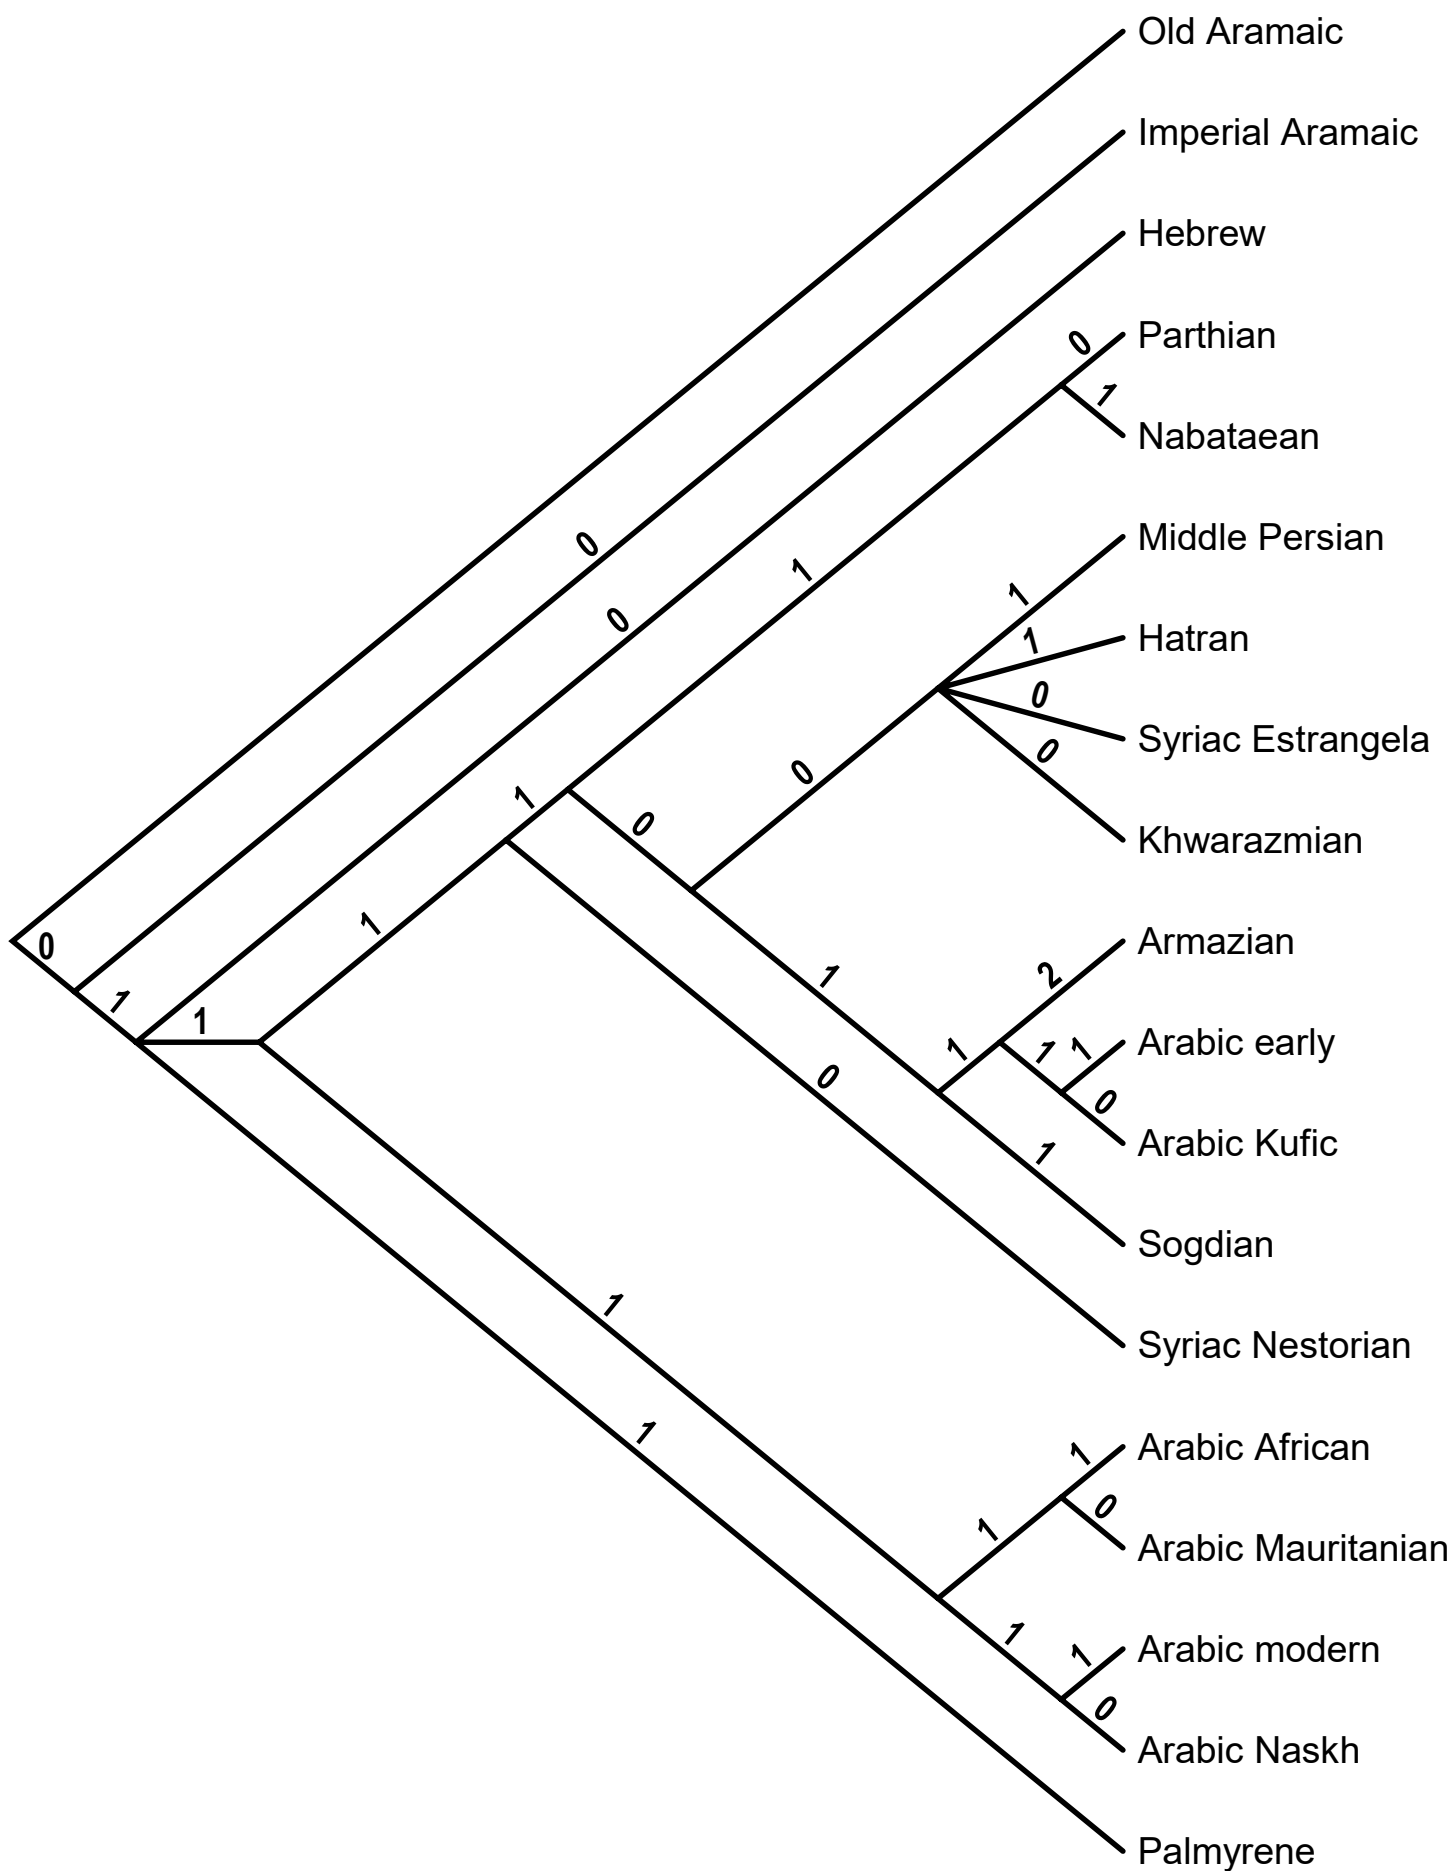 Old Aramaic
Imperial Aramaic
Hebrew
0 Parthian
1
Nabataean
0
Middle Persian
1
1
0
1 Hatran
0
Syriac Estrangela
0
0
1
0
Khwarazmian
1
0
Armazian
2
1
1
1
1 1 Arabic early
1
0
0
Arabic Kufic
1
Sogdian
1
Syriac Nestorian
1
1 Arabic African
0
1
Arabic Mauritanian
1
1 Arabic modern
0
Arabic Naskh
Palmyrene